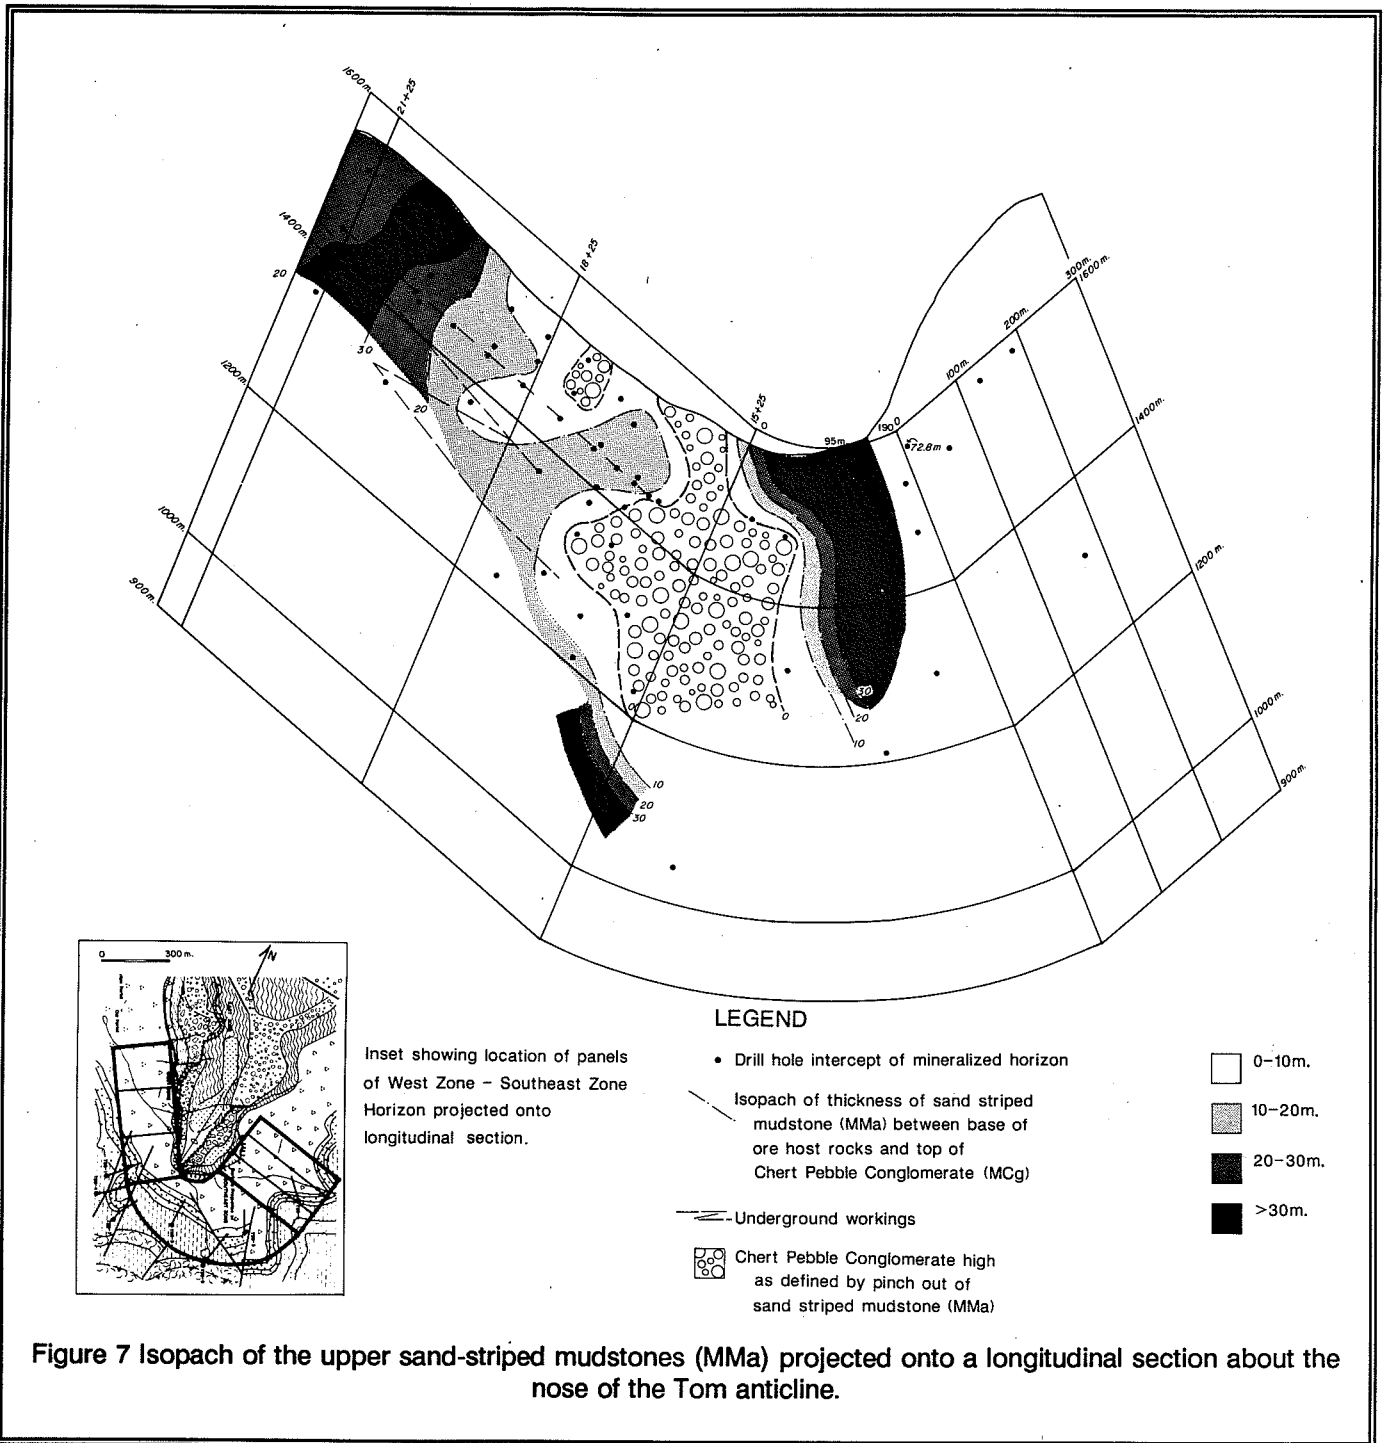 1600m.
21+25
1400m.
20
18+25
300m.
1600m.
200m.
30
1200m.
100m.
15+25
0
190
0
95m
72.8m
1400m.
20
1000m.
1200m.
900m.
30
20
10
0
0
1000m.
10
20
30
900m.
0 300 m.
N
Inset showing location of panels
of West Zone – Southeast Zone
Horizon projected onto
longitudinal section.
LEGEND
Drill hole intercept of mineralized horizon
Isopach of thickness of sand striped
mudstone (MMa) between base of
ore host rocks and top of
Chert Pebble Conglomerate (MCg)
Underground workings
Chert Pebble Conglomerate high
as defined by pinch out of
sand striped mudstone (MMa)
0–10m.
10–20m.
20–30m.
>30m.
Figure 7 Isopach of the upper sand-striped mudstones (MMa) projected onto a longitudinal section about the
nose of the Tom anticline.